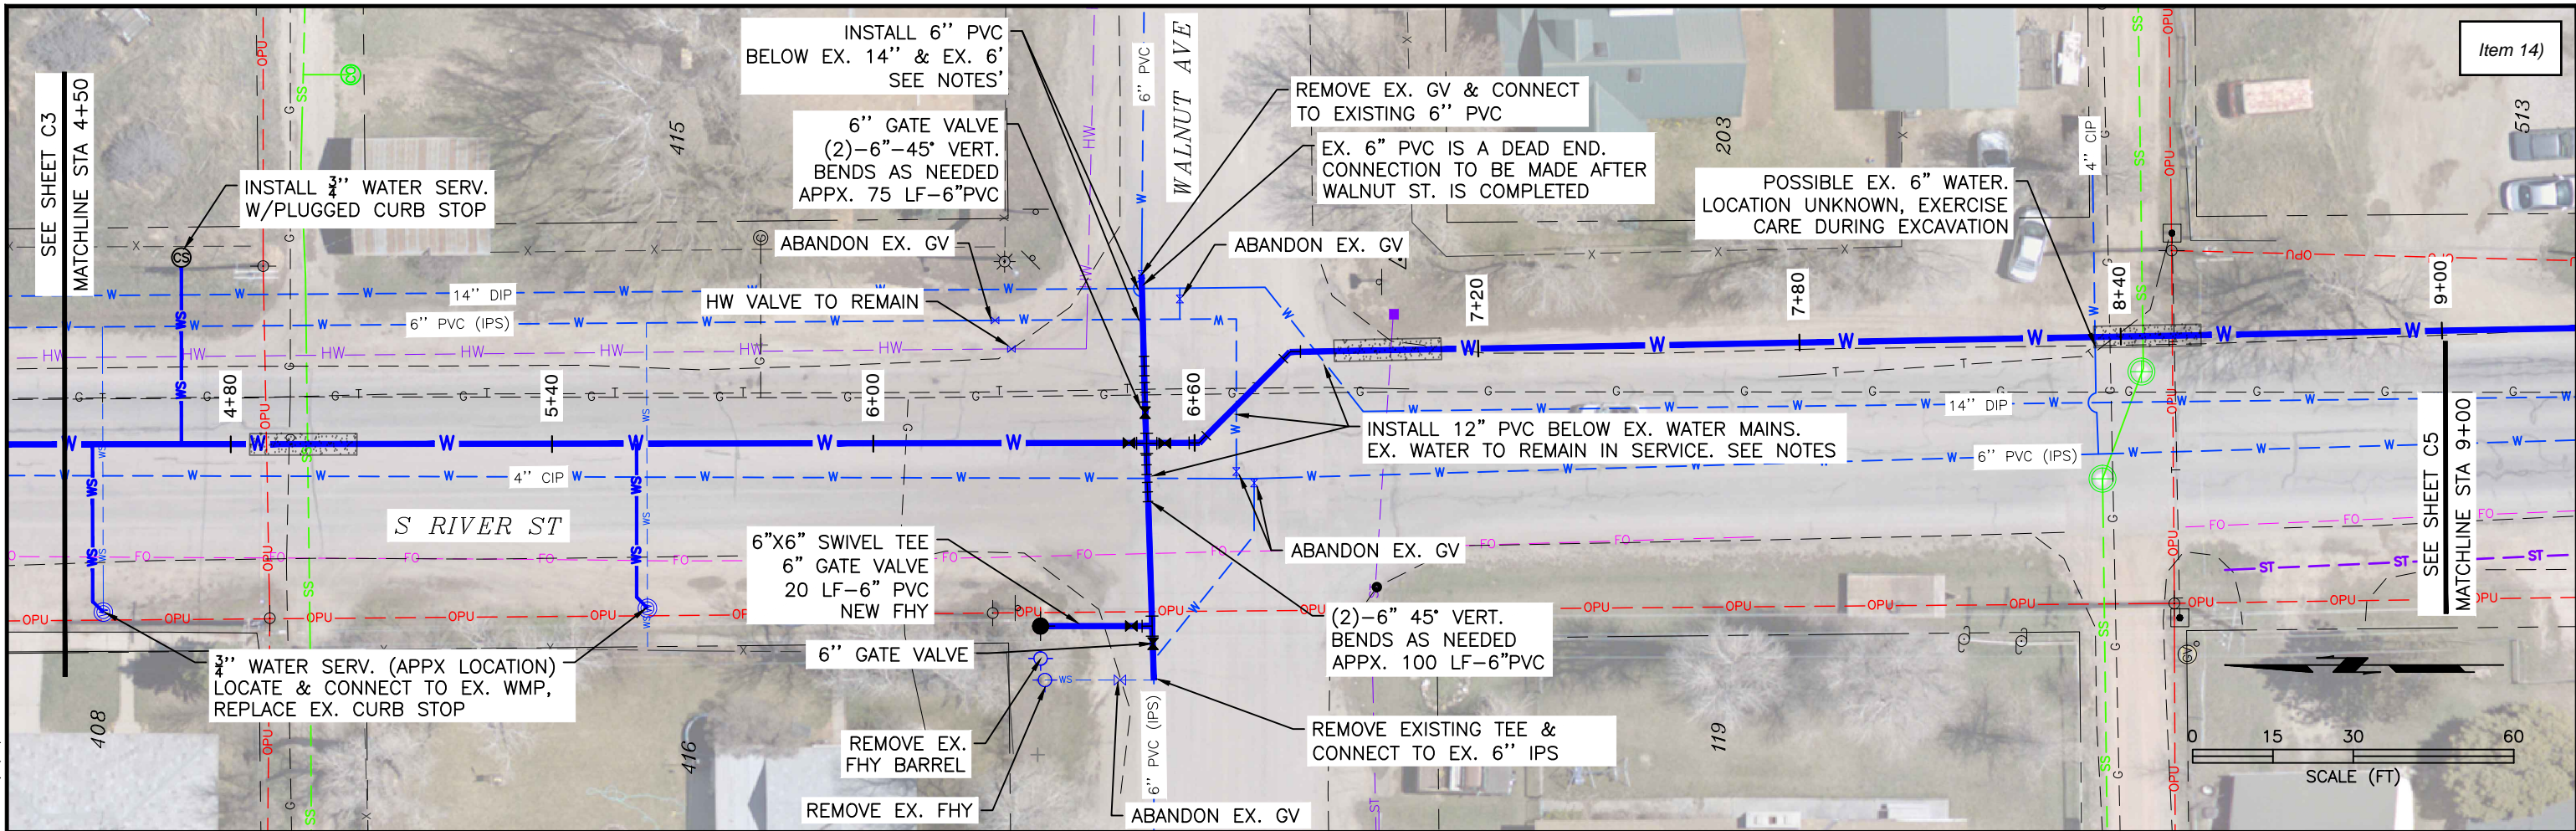 Item 14)
SEE SHEET C3
MATCHLINE STA 4+50
INSTALL 6'' PVC
BELOW EX. 14'' & EX. 6'
SEE NOTES'
6'' GATE VALVE
(2)-6"-45° VERT.
BENDS AS NEEDED
APPX. 75 LF-6"PVC
6'' PVC
WALNUT AVE
REMOVE EX. GV & CONNECT
TO EXISTING 6'' PVC
EX. 6" PVC IS A DEAD END.
CONNECTION TO BE MADE AFTER
WALNUT ST. IS COMPLETED
POSSIBLE EX. 6" WATER.
LOCATION UNKNOWN, EXERCISE
CARE DURING EXCAVATION
INSTALL 3/4'' WATER SERV.
W/PLUGGED CURB STOP
ABANDON EX. GV
ABANDON EX. GV
HW VALVE TO REMAIN
415
203
513
4'' CIP
CO
CS
14'' DIP
6'' PVC (IPS)
4+80
5+40
6+00
6+60
7+20
7+80
8+40
9+00
14'' DIP
INSTALL 12" PVC BELOW EX. WATER MAINS.
EX. WATER TO REMAIN IN SERVICE. SEE NOTES
6'' PVC (IPS)
4'' CIP
S RIVER ST
SEE SHEET C5
MATCHLINE STA 9+00
6"X6" SWIVEL TEE
6" GATE VALVE
20 LF-6" PVC
NEW FHY
ABANDON EX. GV
6'' GATE VALVE
(2)-6" 45° VERT.
BENDS AS NEEDED
APPX. 100 LF-6"PVC
3/4'' WATER SERV. (APPX LOCATION)
LOCATE & CONNECT TO EX. WMP,
REPLACE EX. CURB STOP
REMOVE EX.
FHY BARREL
REMOVE EX. FHY
6'' PVC (IPS)
REMOVE EXISTING TEE &
CONNECT TO EX. 6'' IPS
ABANDON EX. GV
408
416
119
GV
0 15 30 60
SCALE (FT)